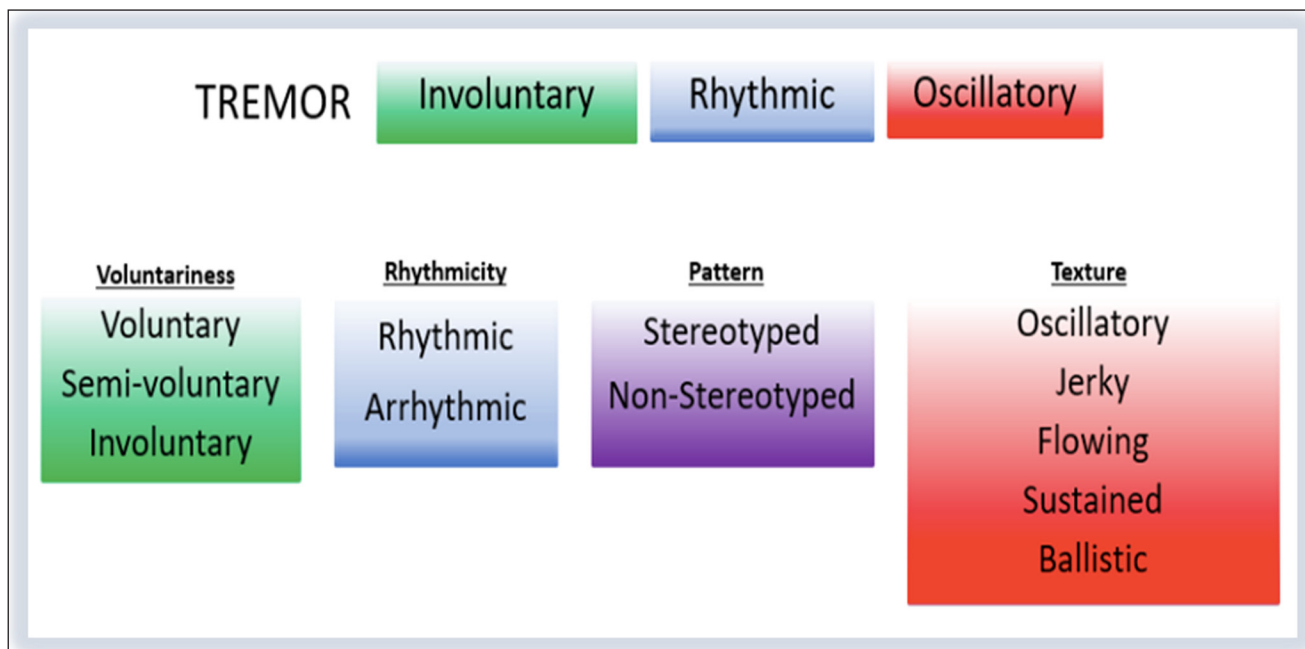 TREMOR Involuntary Rhythmic Oscillatory
Voluntariness
Voluntary
Semi-voluntary
Involuntary
Rhythmicity
Rhythmic
Arrhythmic
Pattern
Stereotyped
Non-Stereotyped
Texture
Oscillatory
Jerky
Flowing
Sustained
Ballistic